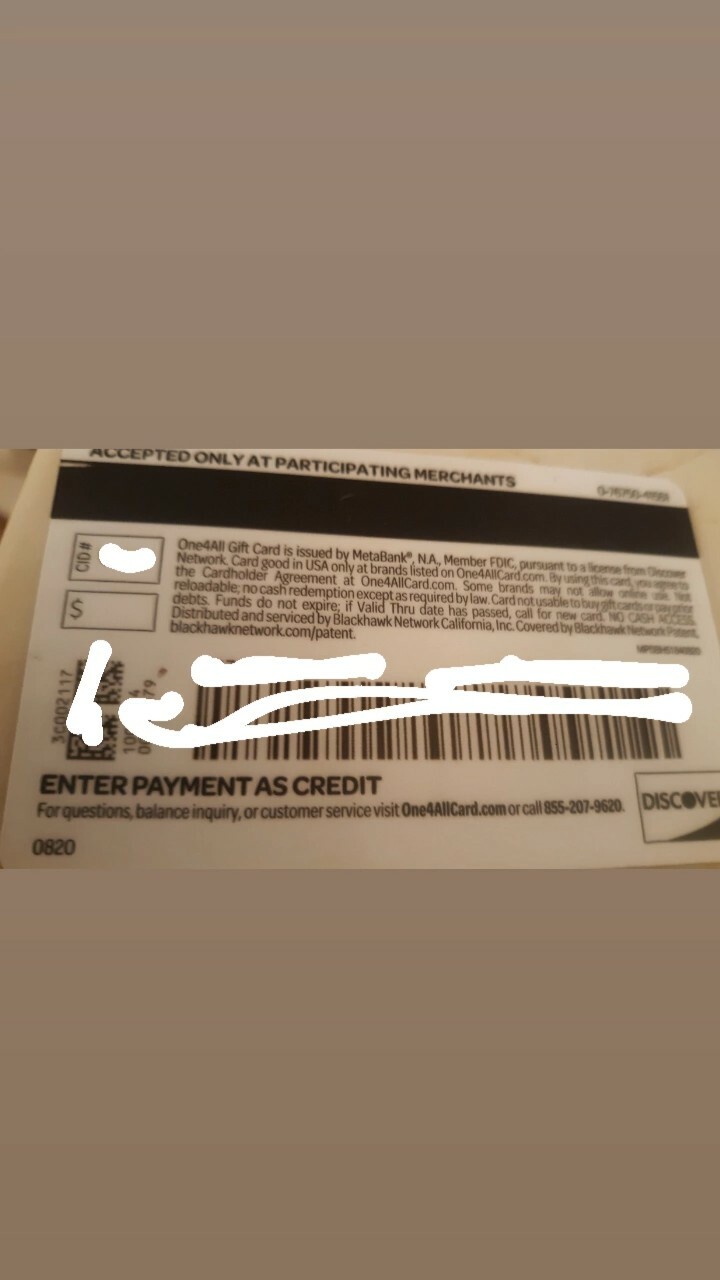 ACCEPTED ONLY AT PARTICIPATING MERCHANTS
CID#
$
One4All Gift Card is issued by MetaBank®, N.A., Member FDIC, pursuant to a license from Discover
Network. Card good in USA only at brands listed on One4AllCard.com. By using this card, you agree to
the Cardholder Agreement at One4AllCard.com. Some brands may not allow online use. Not
reloadable; no cash redemption except as required by law. Card not usable to buy gift cards or pay prior
debts. Funds do not expire; if Valid Thru date has passed, call for new card. NO CASH ACCESS.
Distributed and serviced by Blackhawk Network California, Inc. Covered by Blackhawk Network Patent,
blackhawknetwork.com/patent.
3C002117
ENTER PAYMENT AS CREDIT
For questions, balance inquiry, or customer service visit One4AllCard.com or call 855-207-9620.
DISCOVE
0820